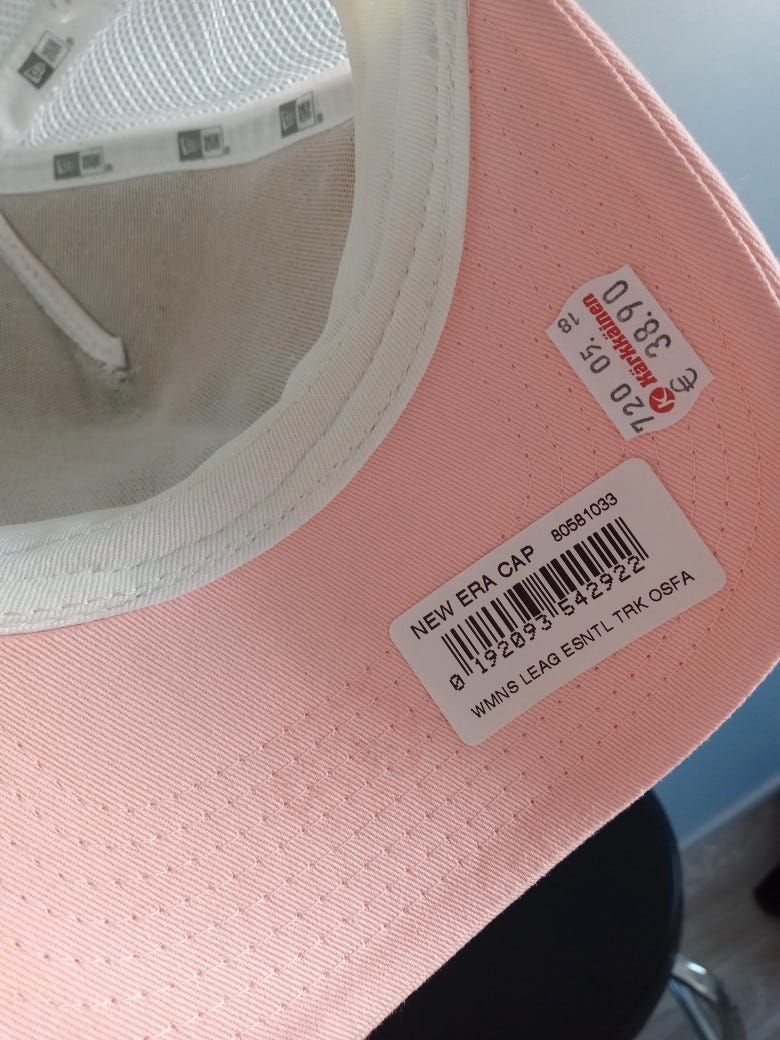 720 05. 18
Kärkkäinen
€ 38.90
NEW ERA CAP 80581033
0 192093 542922
WMNS LEAG ESNTL TRK OSFA